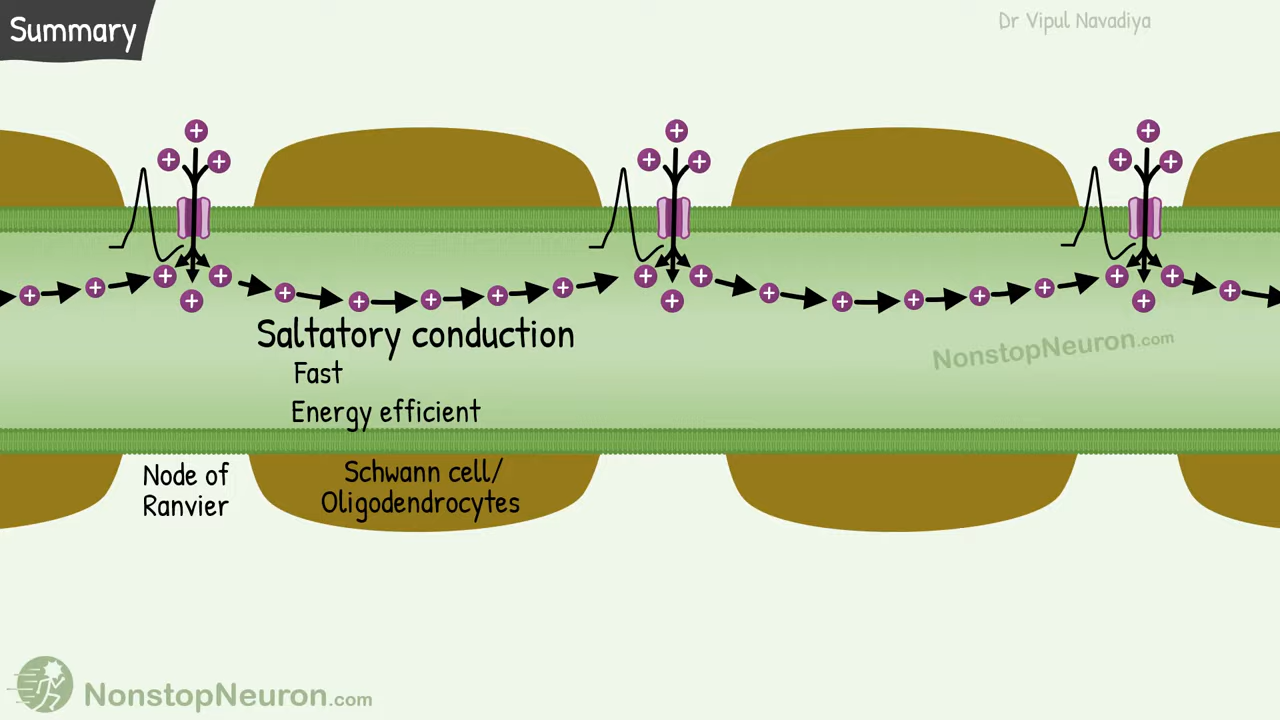 Summary
Dr Vipul Navadiya
Saltatory conduction
Fast
Energy efficient
NonstopNeuron.com
Node of
Ranvier
Schwann cell/
Oligodendrocytes
NonstopNeuron.com